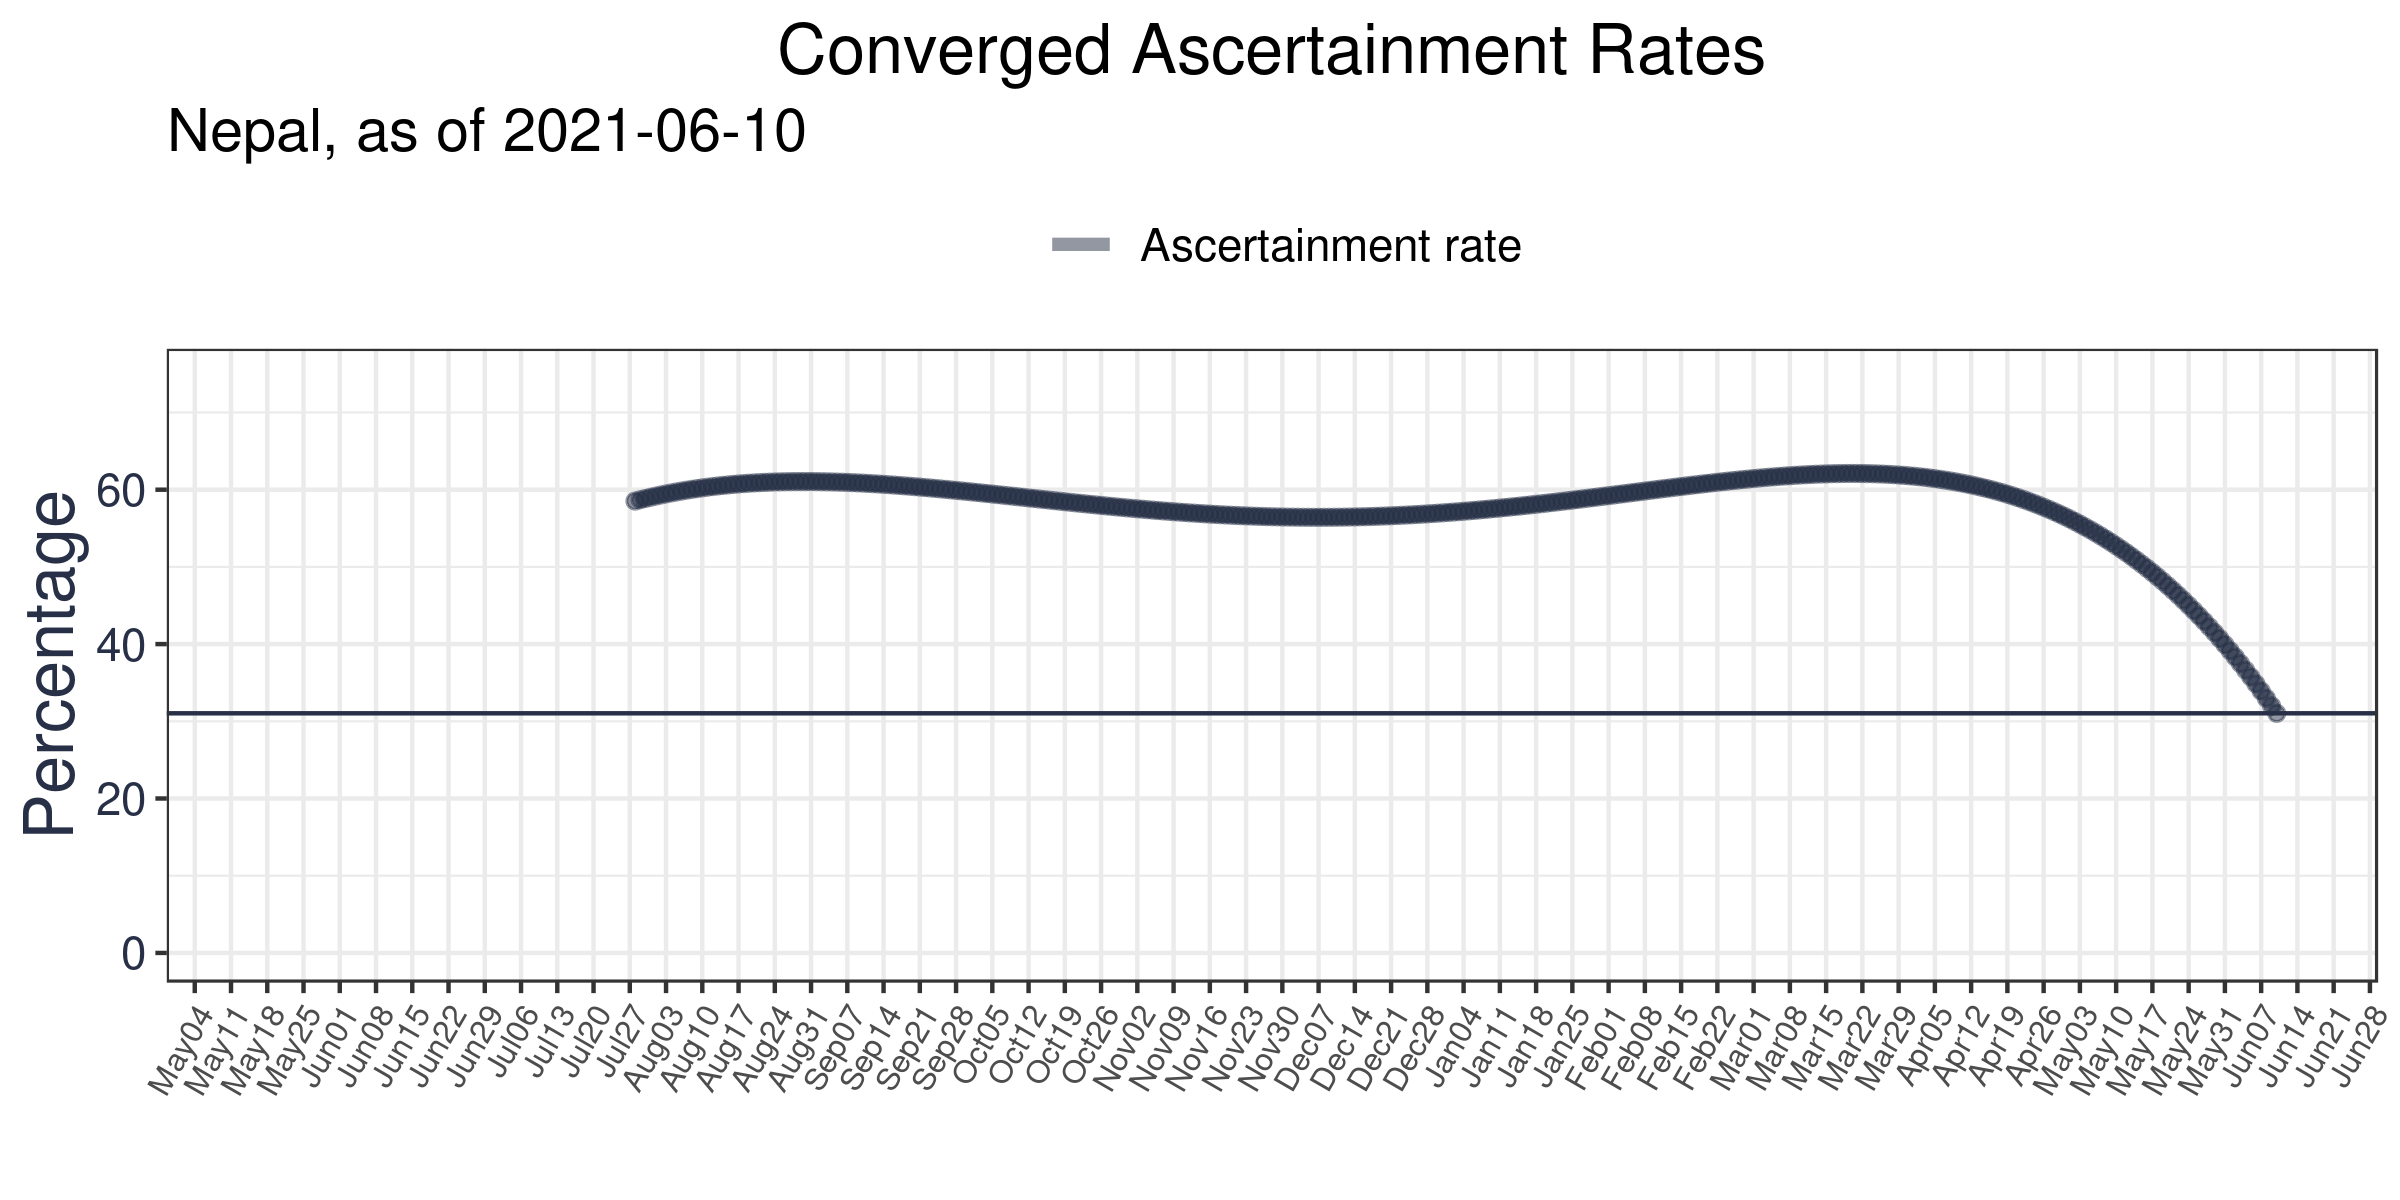 Converged Ascertainment Rates
Nepal, as of 2021-06-10
Ascertainment rate
Percentage
60
40
20
0
May04 May11 May18 May25 Jun01 Jun08 Jun15 Jun22 Jun29 Jul06 Jul13 Jul20 Jul27 Aug03 Aug10 Aug17 Aug24 Aug31 Sep07 Sep14 Sep21 Sep28 Oct05 Oct12 Oct19 Oct26 Nov02 Nov09 Nov16 Nov23 Nov30 Dec07 Dec14 Dec21 Dec28 Jan04 Jan11 Jan18 Jan25 Feb01 Feb08 Feb15 Feb22 Mar01 Mar08 Mar15 Mar22 Mar29 Apr05 Apr12 Apr19 Apr26 May03 May10 May17 May24 May31 Jun07 Jun14 Jun21 Jun28